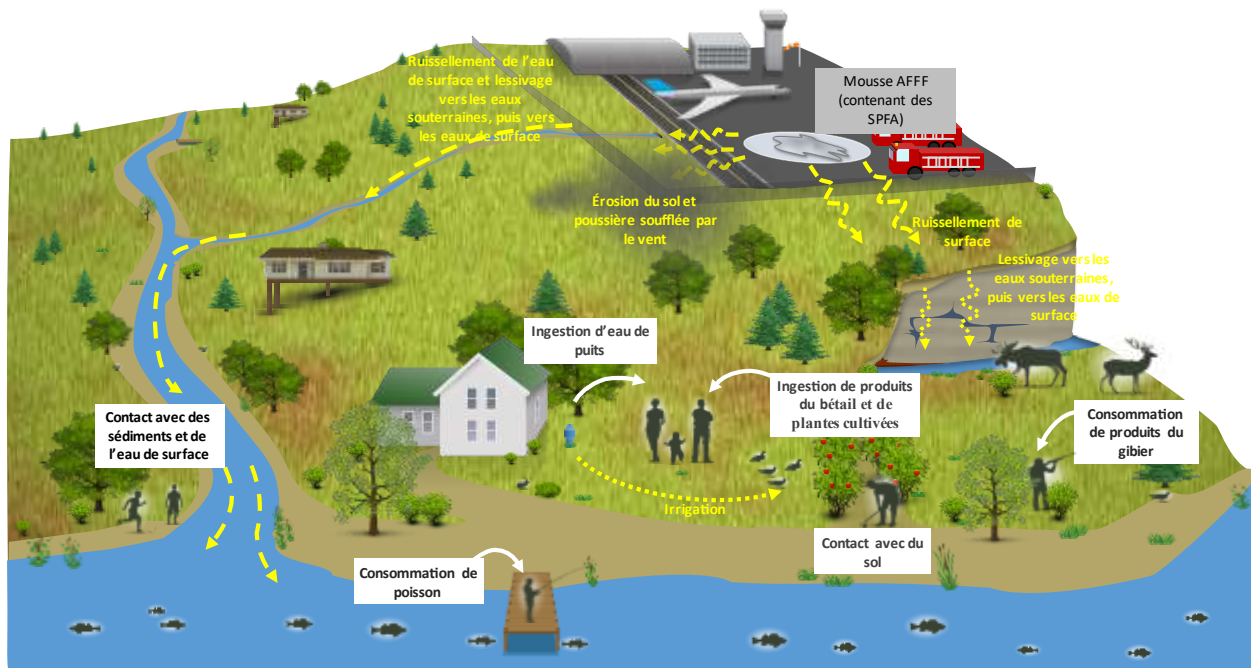 Ruissellement de l'eau
de surface et lessivage
vers les eaux
souterraines, puis vers
les eaux de surface
Mousse AFFF
(contenant des
SPFA)
Érosion du sol et
poussière soufflée par
le vent
Ruissellement de
surface
Lessivage vers les
eaux souterraines,
puis vers les eaux de
surface
Ingestion d'eau de
puits
Ingestion de produits
du bétail et de
plantes cultivées
Consommation
de produits du
gibier
Contact avec des
sédiments et de
l'eau de surface
Irrigation
Contact avec du
sol
Consommation de
poisson